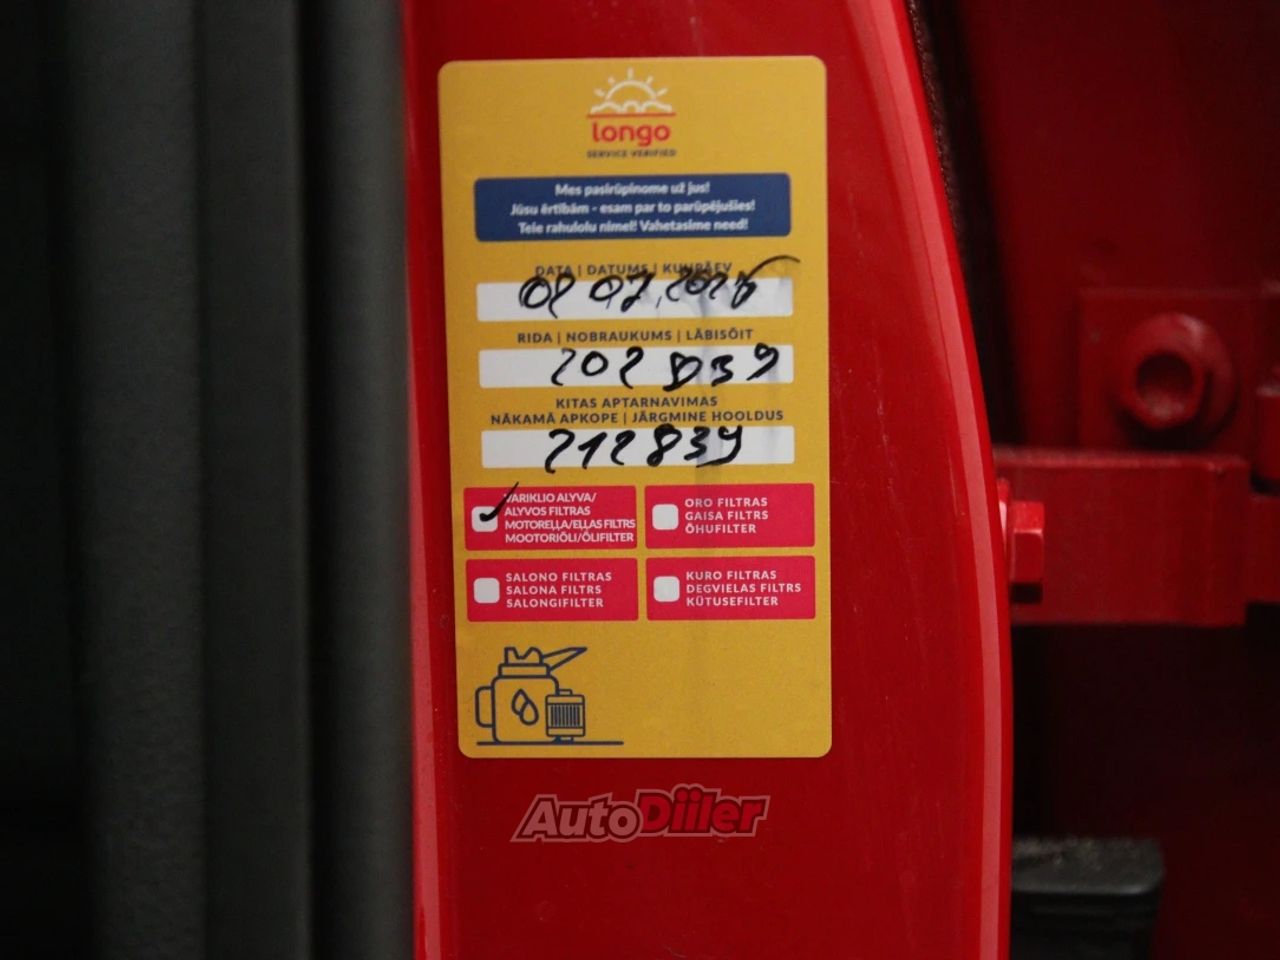 longo
SERVICE VERIFIED
Mes pasirūpinome už jus!
Jūsu ērtībām - esam par to parūpējušies!
Teie rahulolu nimel! Vahetasime need!
DATA | DATUMS | KUUPÄEV
RIDA | NOBRAUKUMS | LÄBISÕIT
202 839
KITAS APTARNAVIMAS
NĀKAMĀ APKOPE | JÄRGMINE HOOLDUS
212839
VARIKLIO ALYVA/
ALYVOS FILTRAS
MOTOREĻĻA/EĻĻAS FILTRS
MOOTORIÕLI/ÕLIFILTER
ORO FILTRAS
GAISA FILTRS
ÕHUFILTER
SALONO FILTRAS
SALONA FILTRS
SALONGIFILTER
KURO FILTRAS
DEGVIELAS FILTRS
KÜTUSEFILTER
AutoDiiler